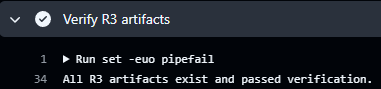 Verify R3 artifacts
1 Run set -euo pipefail
34 All R3 artifacts exist and passed verification.